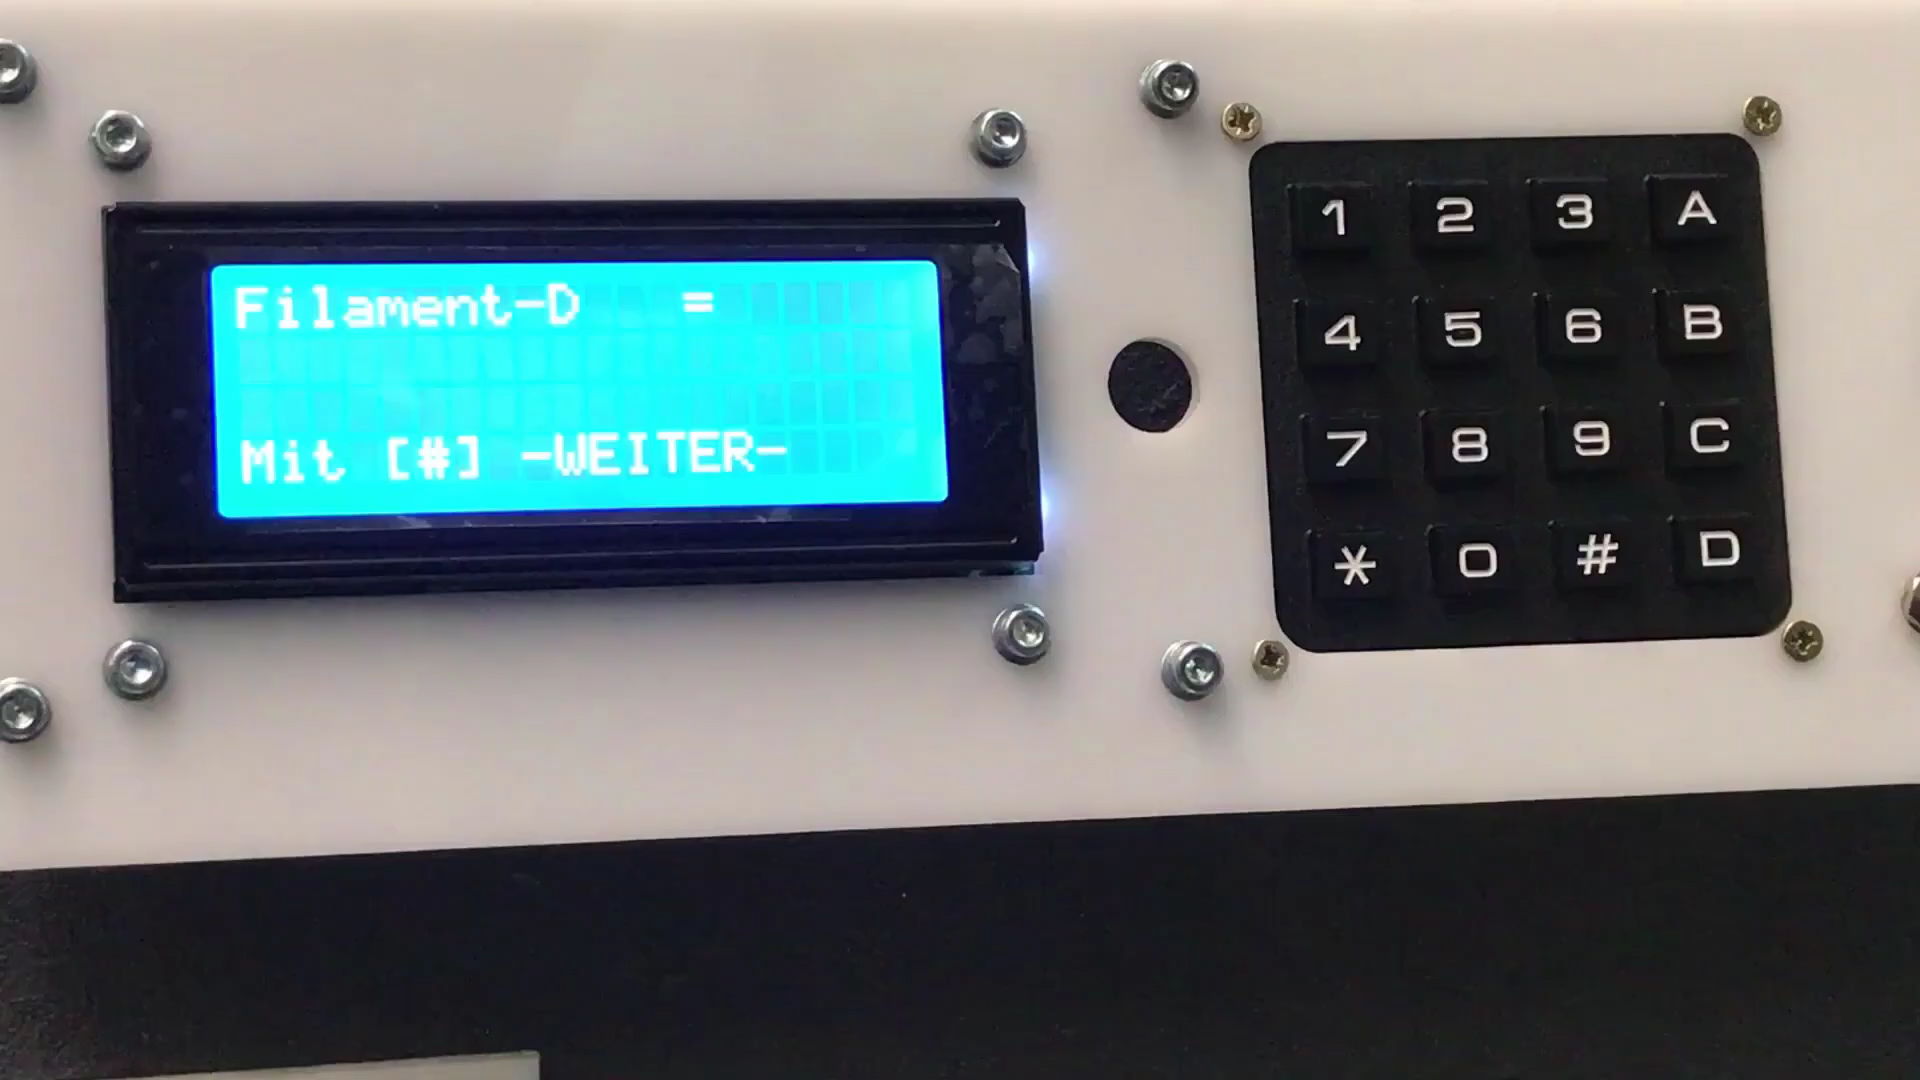 Filament-D =
Mit [#] -WEITER-
1 2 3 A
4 5 6 B
7 8 9 C
* 0 # D